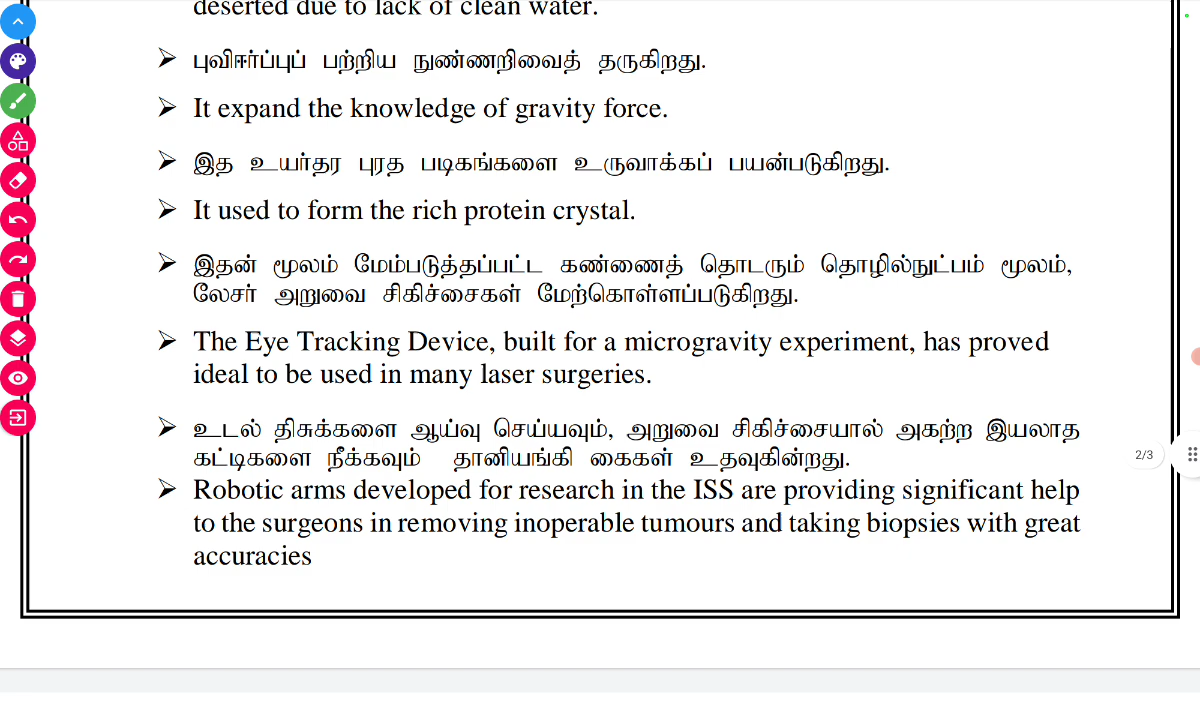 deserted due to lack of clean water.
➢ புவிஈர்ப்புப் பற்றிய நுண்ணறிவைத் தருகிறது.
➢ It expand the knowledge of gravity force.
➢ இத உயர்தர புரத படிகங்களை உருவாக்கப் பயன்படுகிறது.
➢ It used to form the rich protein crystal.
➢ இதன் மூலம் மேம்படுத்தப்பட்ட கண்ணைத் தொடரும் தொழில்நுட்பம் மூலம்,
லேசர் அறுவை சிகிச்சைகள் மேற்கொள்ளப்படுகிறது.
➢ The Eye Tracking Device, built for a microgravity experiment, has proved
ideal to be used in many laser surgeries.
➢ உடல் திசுக்களை ஆய்வு செய்யவும், அறுவை சிகிச்சையால் அகற்ற இயலாத
கட்டிகளை நீக்கவும் தானியங்கி கைகள் உதவுகின்றது.
2/3
➢ Robotic arms developed for research in the ISS are providing significant help
to the surgeons in removing inoperable tumours and taking biopsies with great
accuracies